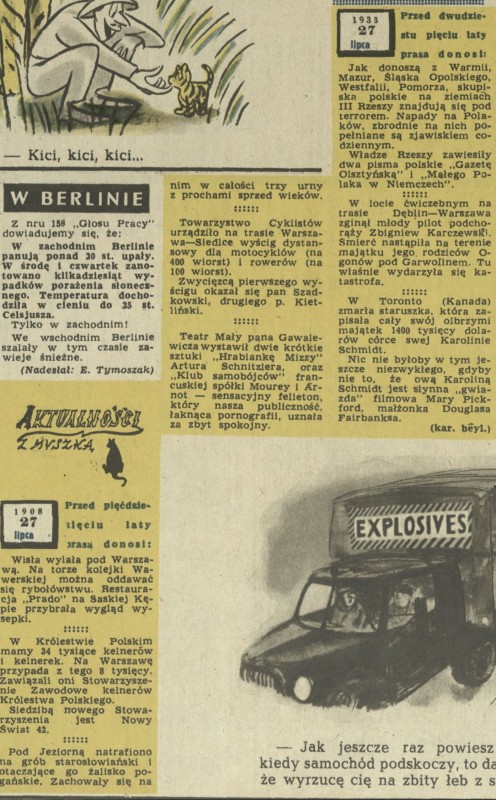 — Kici, kici, kici...
W BERLINIE
Z nru 158 „Głosu Pracy"
dowiadujemy się, że:
W zachodnim Berlinie
panują ponad 30 st. upały.
W środę i czwartek zano-
towano kilkadziesiąt wy-
padków porażenia słonecz-
nego. Temperatura docho-
dziła w cieniu do 35 st.
Celsjusza.
Tylko w zachodnim!
We wschodnim Berlinie
szalały w tym czasie za-
wieje śnieżne.
(Nadesłał: E. Tymoszak)
AKTUALNOŚCI
Z MYSZKĄ
1908
27
lipca
Przed pięćdzie-
sięciu laty
prasa donosi:
Wisła wylała pod Warsza-
wą. Na torze kolejki Wa-
werskiej można oddawać
się rybołówstwu. Restaura-
cja „Prado" na Saskiej Kę-
pie przybrała wygląd wy-
sepki.
::::::
W Królestwie Polskim
mamy 34 tysiące kelnerów
i kelnerek. Na Warszawę
przypada z tego 8 tysięcy.
Zawiązali oni Stowarzysze-
nie Zawodowe kelnerów
Królestwa Polskiego.
Siedzibą nowego Stowa-
rzyszenia jest Nowy
Świat 42.
::::::
Pod Jeziorną natrafiono
na grób starosłowiański i
otaczające go żalisko po-
gańskie. Zachowały się na
nim w całości trzy urny
z prochami sprzed wieków.
::::::
Towarzystwo Cyklistów
urządziło na trasie Warsza-
wa—Siedlce wyścig dystan-
sowy dla motocyklów (na
400 wiorst) i rowerów (na
100 wiorst).
Zwycięzcą pierwszego wy-
ścigu okazał się pan Szad-
kowski, drugiego p. Kiet-
liński.
::::::
Teatr Mały pana Gawale-
wicza wystawił dwie krótkie
sztuki „Hrabiankę Mizzy"
Artura Schnitzlera, oraz
„Klub samobójców" fran-
cuskiej spółki Mourey i Ar-
not — sensacyjny felieton,
który nasza publiczność,
łaknąca pornografii, uznała
za zbyt spokojny.
1933
27
lipca
Przed dwudzie-
stu pięciu laty
prasa donosi:
Jak donoszą z Warmii,
Mazur, Śląska Opolskiego,
Westfalii, Pomorza, skupi-
ska polskie na ziemiach
III Rzeszy znajdują się pod
terrorem. Napady na Pola-
ków, zbrodnie na nich po-
pełniane są zjawiskiem co-
dziennym.
Władze Rzeszy zawiesiły
dwa pisma polskie „Gazetę
Olsztyńską" i „Małego Po-
laka w Niemczech".
::::::
W locie ćwiczebnym na
trasie Dęblin—Warszawa
zginął młody pilot podcho-
rąży Zbigniew Karczewski.
Śmierć nastąpiła na terenie
majątku jego rodziców O-
gonów pod Garwolinem. Tu
właśnie wydarzyła się ka-
tastrofa.
::::::
W Toronto (Kanada)
zmarła staruszka, która za-
pisała cały swój olbrzymi
majątek 1400 tysięcy dola-
rów córce swej Karolinie
Schmidt.
Nic nie byłoby w tym je-
szcze niezwykłego, gdyby
nie to, że ową Karoliną
Schmidt jest słynna „gwia-
zda" filmowa Mary Pick-
ford, małżonka Douglasa
Fairbanksa.
(kar. beyl.)
EXPLOSIVES
— Jak jeszcze raz powiesz
kiedy samochód podskoczy, to da
że wyrzucę cię na zbity łeb z s